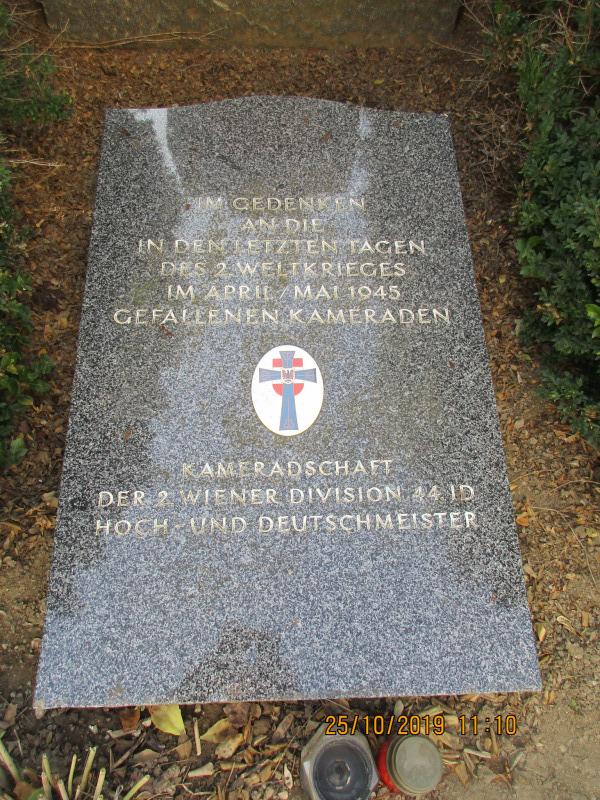 IM GEDENKEN
AN DIE
IN DEN LETZTEN TAGEN
DES 2. WELTKRIEGES
IM APRIL/MAI 1945
GEFALLENEN KAMERADEN
KAMERADSCHAFT
DER 2. WIENER DIVISION 44. ID
HOCH- UND DEUTSCHMEISTER
25/10/2019 11:10